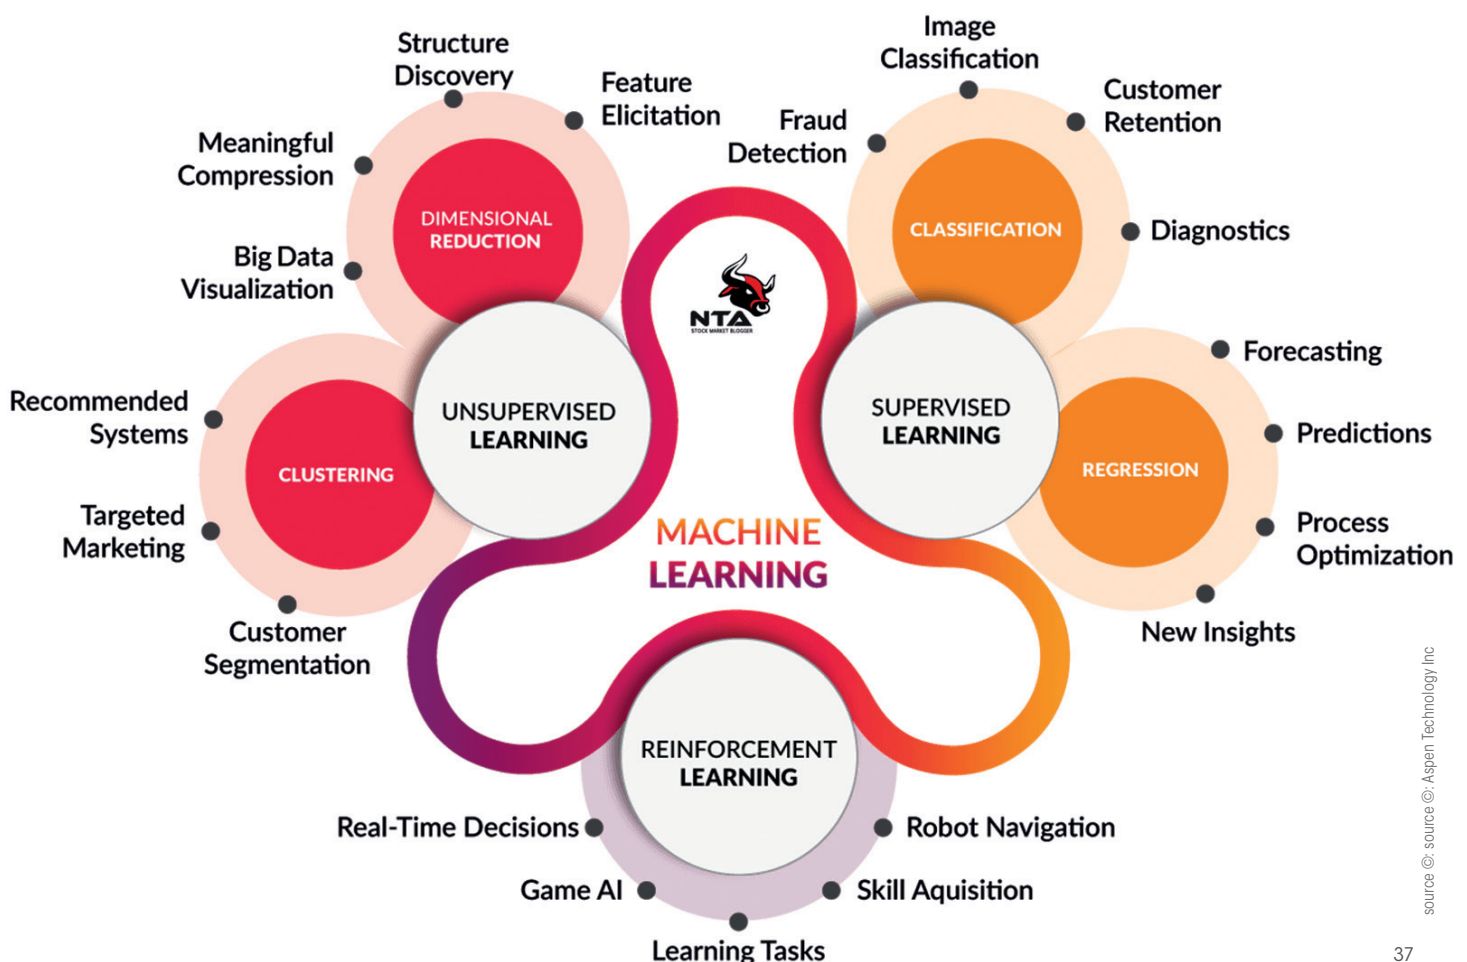 Structure
Discovery
Feature
Elicitation
Meaningful
Compression
DIMENSIONAL
REDUCTION
Big Data
Visualization
Recommended
Systems
CLUSTERING
Targeted
Marketing
Customer
Segmentation
UNSUPERVISED
LEARNING
NTA
STOCK MARKET BLOGGER
MACHINE
LEARNING
Image
Classification
Fraud
Detection
Customer
Retention
CLASSIFICATION
Diagnostics
SUPERVISED
LEARNING
Forecasting
Predictions
REGRESSION
Process
Optimization
New Insights
REINFORCEMENT
LEARNING
Real-Time Decisions
Game AI
Learning Tasks
Skill Aquisition
Robot Navigation
source ©: source ©: Aspen Technology Inc
37